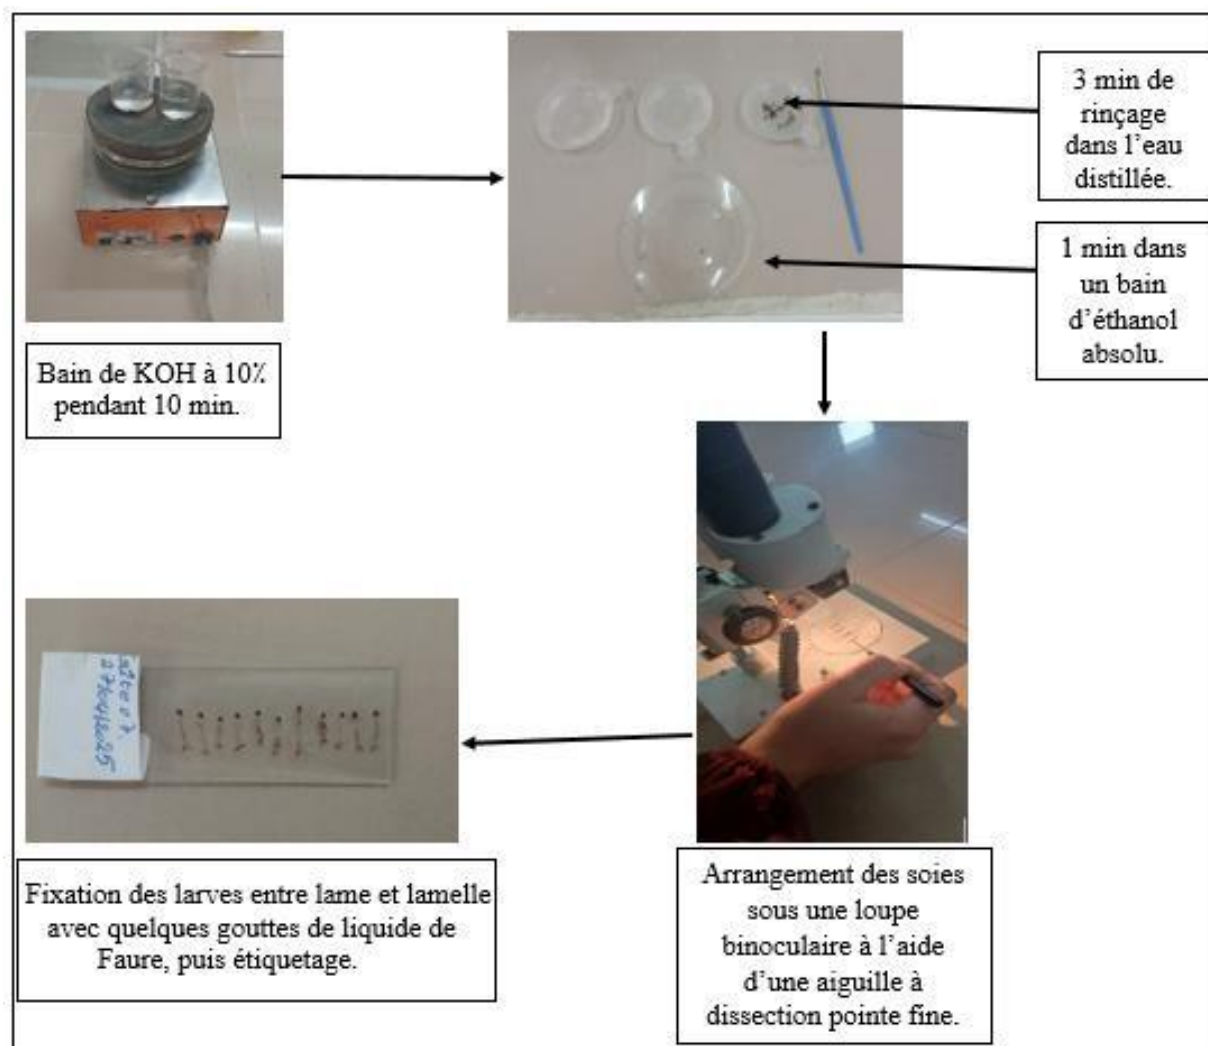 3 min de
rinçage
dans l’eau
distillée.
1 min dans
un bain
d’éthanol
absolu.
Bain de KOH à 10%
pendant 10 min.
Arrangement des soies
sous une loupe
binoculaire à l’aide
d’une aiguille à
dissection pointe fine.
Fixation des larves entre lame et lamelle
avec quelques gouttes de liquide de
Faure, puis étiquetage.